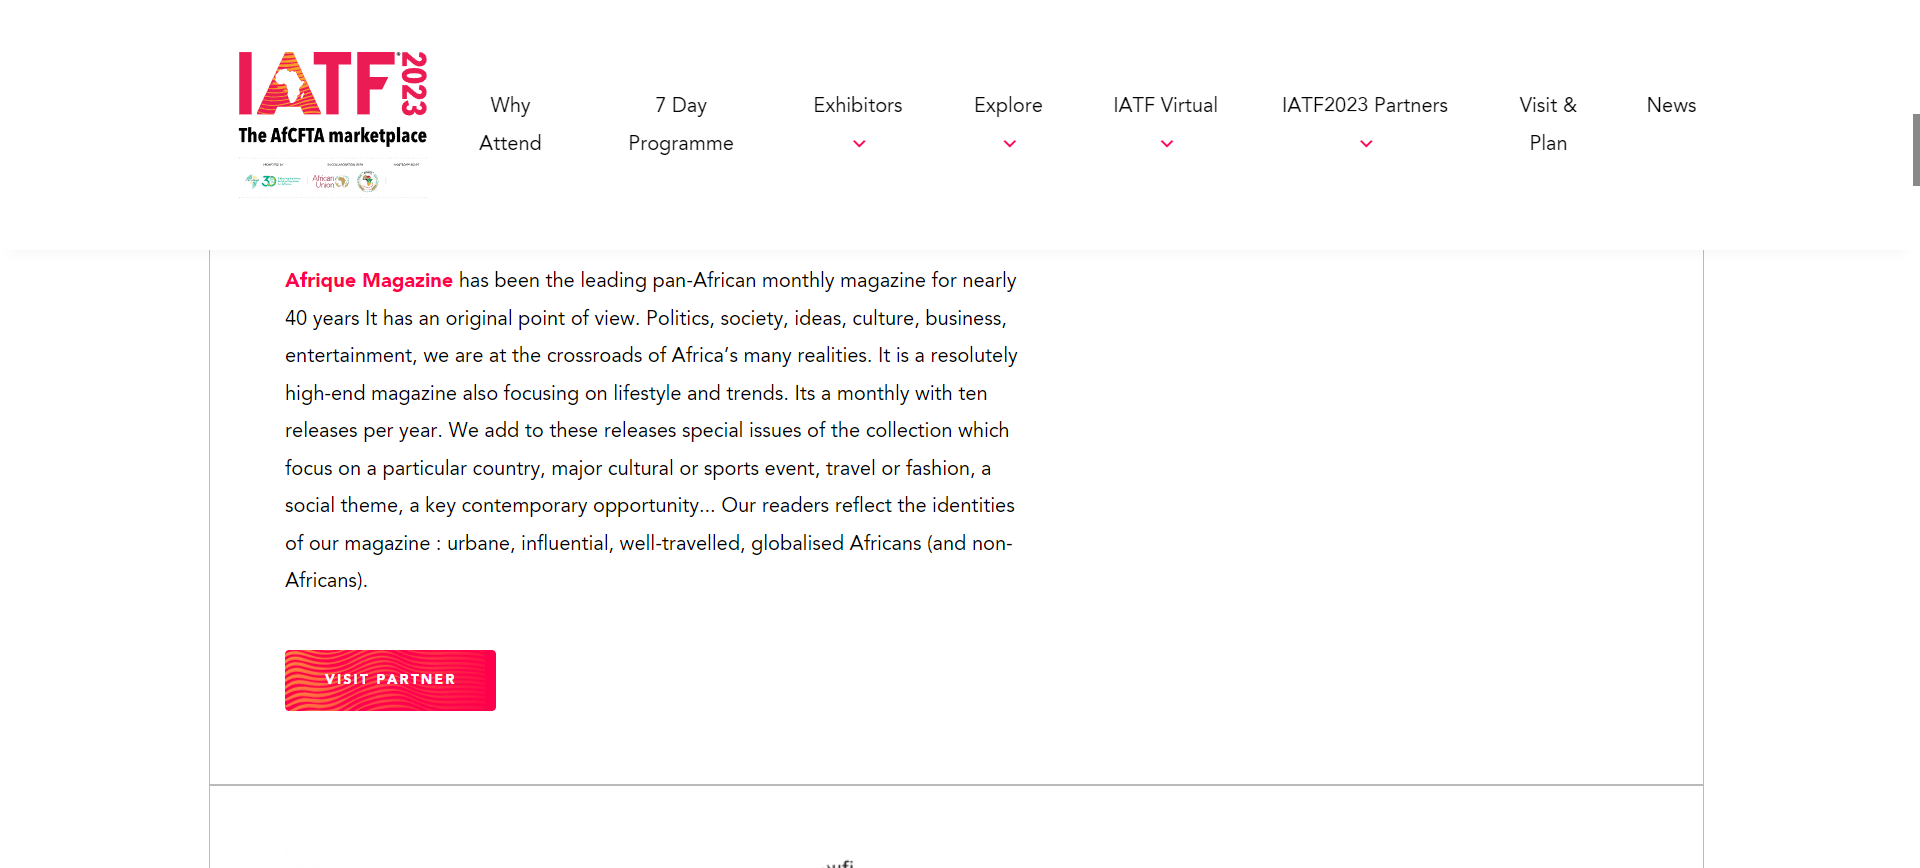 IATF 2023
The AfCFTA marketplace
African Union
Why Attend
7 Day Programme
Exhibitors
Explore
IATF Virtual
IATF2023 Partners
Visit & Plan
News
Afrique Magazine has been the leading pan-African monthly magazine for nearly
40 years It has an original point of view. Politics, society, ideas, culture, business,
entertainment, we are at the crossroads of Africa’s many realities. It is a resolutely
high-end magazine also focusing on lifestyle and trends. Its a monthly with ten
releases per year. We add to these releases special issues of the collection which
focus on a particular country, major cultural or sports event, travel or fashion, a
social theme, a key contemporary opportunity... Our readers reflect the identities
of our magazine : urbane, influential, well-travelled, globalised Africans (and non-
Africans).
VISIT PARTNER